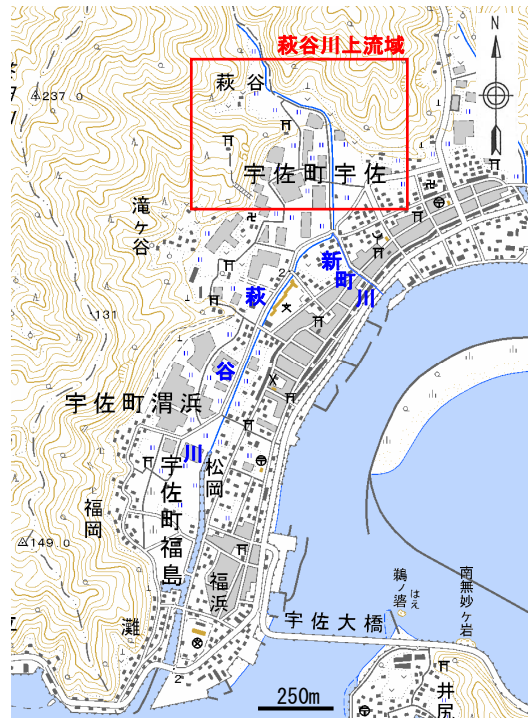 萩谷川上流域
N
萩谷
237.0
宇佐町宇佐
滝ヶ谷
新町川
2
萩谷川
131
宇佐町渭浜
松岡
宇佐町福島
福岡
149.0
福浜
鵜ノ碆
はえ
南無妙ヶ岩
宇佐大橋
灘
2
250m
井尻